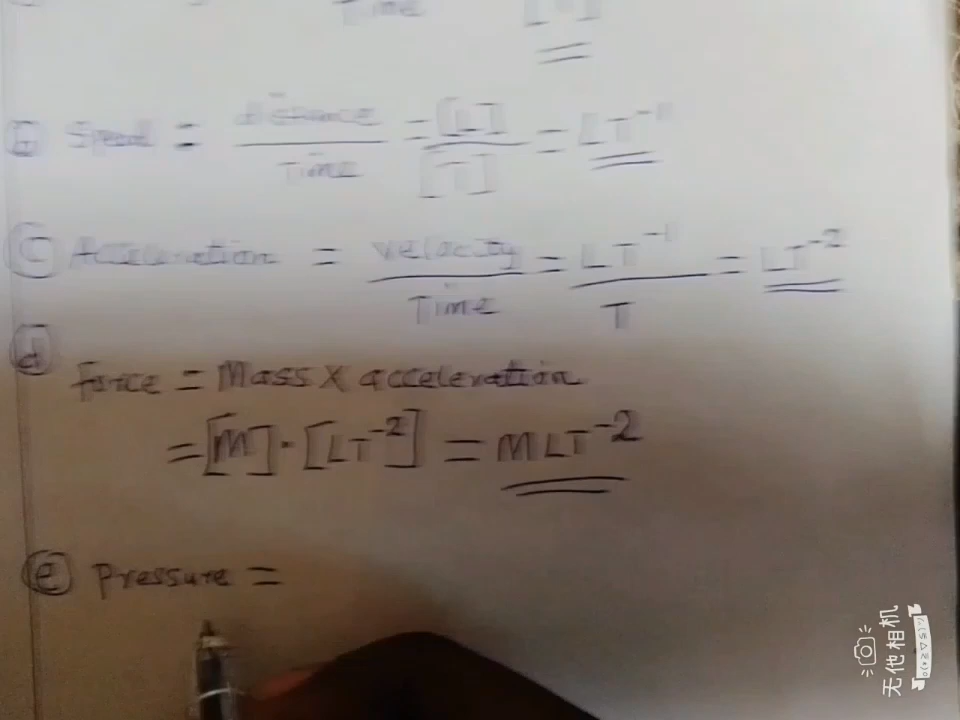 Time
(b) Speed = distance / Time = [L] / [T] = LT⁻¹
(c) Acceleration = velocity / Time = LT⁻¹ / T = LT⁻²
(d)
Force = Mass X acceleration
= [M] · [LT⁻²] = MLT⁻²
(e) Pressure =
无他相机